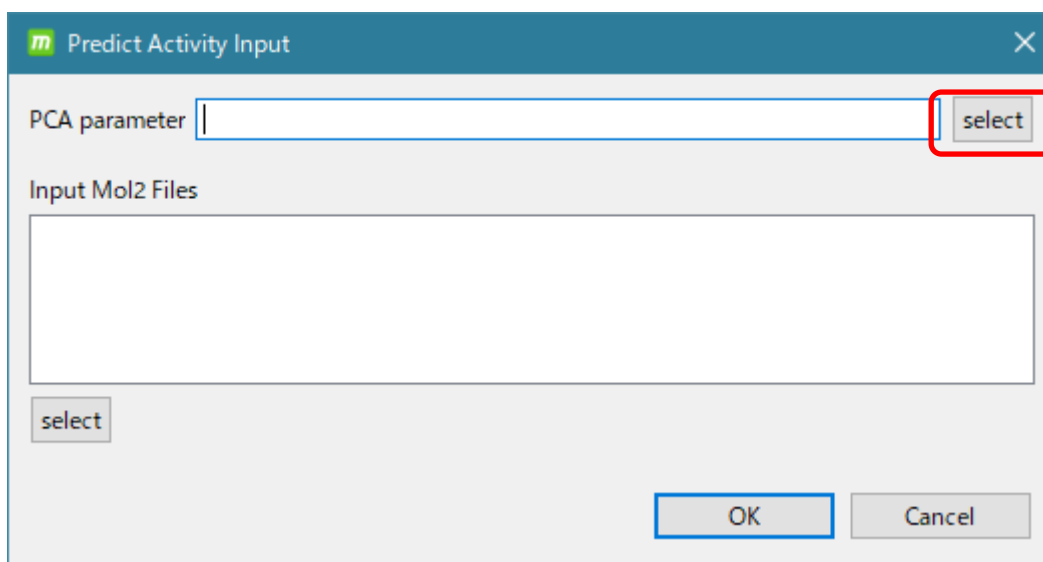 m Predict Activity Input
PCA parameter select
Input Mol2 Files
select
OK Cancel